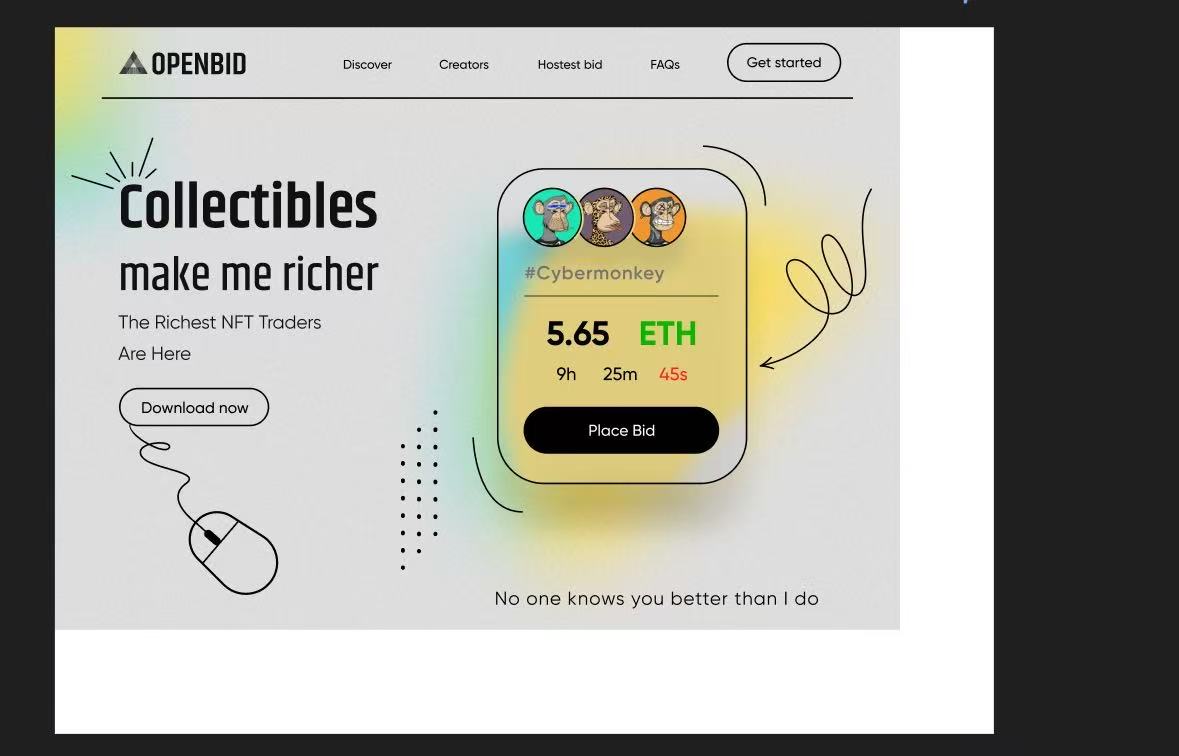 OPENBID
Discover
Creators
Hostest bid
FAQs
Get started
Collectibles
make me richer
The Richest NFT Traders
Are Here
Download now
#Cybermonkey
5.65 ETH
9h 25m 45s
Place Bid
No one knows you better than I do